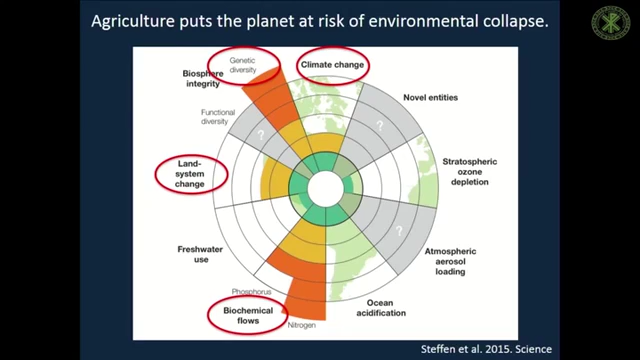 Agriculture puts the planet at risk of environmental collapse.
Genetic
diversity
Biosphere
integrity
Climate change
Functional
diversity
?
?
Novel entities
Land-
system
change
Stratospheric
ozone
depletion
Freshwater
use
?
Atmospheric
aerosol
loading
Phosphorus
Biochemical
flows
Nitrogen
Ocean
acidification
Steffen et al. 2015. Science